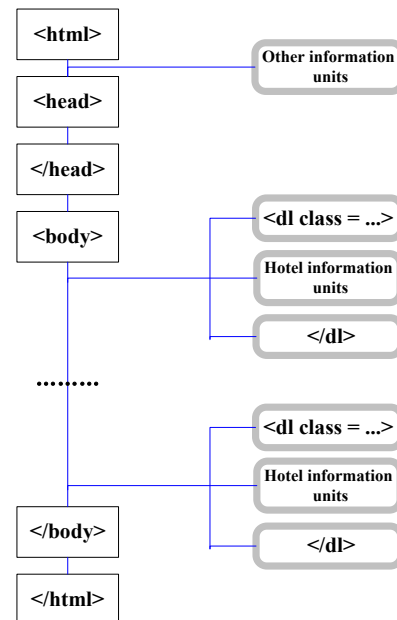 <html>
Other information
units
<head>
</head>
<body>
<dl class = ...>
Hotel information
units
</dl>
..........
<dl class = ...>
Hotel information
units
</dl>
</body>
</html>